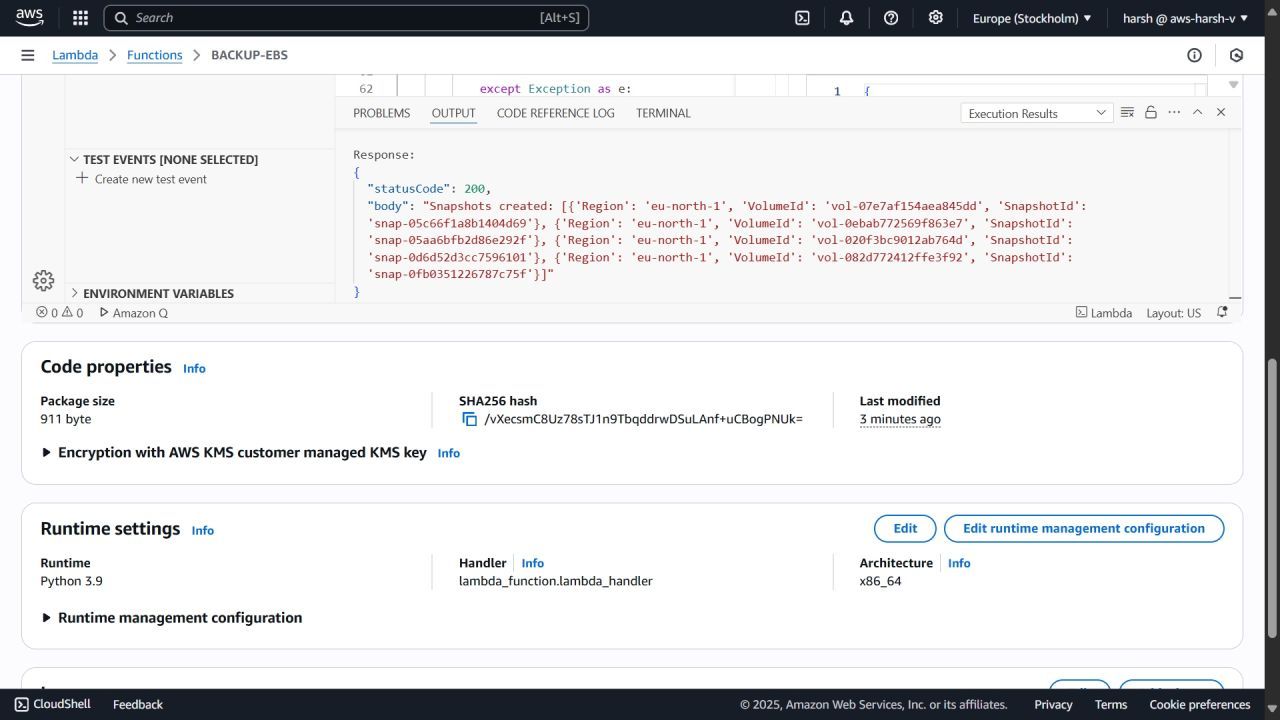 aws
Search
[Alt+S]
Europe (Stockholm) ▼
harsh @ aws-harsh-v ▼
Lambda > Functions > BACKUP-EBS
62 except Exception as e:
1 {
PROBLEMS OUTPUT CODE REFERENCE LOG TERMINAL
Execution Results
TEST EVENTS [NONE SELECTED]
+ Create new test event
Response:
{
"statusCode": 200,
"body": "Snapshots created: [{'Region': 'eu-north-1', 'VolumeId': 'vol-07e7af154aea845dd', 'SnapshotId':
'snap-05c66f1a8b1404d69'}, {'Region': 'eu-north-1', 'VolumeId': 'vol-0ebab772569f863e7', 'SnapshotId':
'snap-05aa6bfb2d86e292f'}, {'Region': 'eu-north-1', 'VolumeId': 'vol-020f3bc9012ab764d', 'SnapshotId':
'snap-0d6d52d3cc7596101'}, {'Region': 'eu-north-1', 'VolumeId': 'vol-082d772412ffe3f92', 'SnapshotId':
'snap-0fb0351226787c75f'}]"
}
ENVIRONMENT VARIABLES
0 0 Amazon Q
Lambda Layout: US
Code properties Info
Package size
911 byte
SHA256 hash
/vXecsmC8Uz78sTJ1n9TbqddrwDSuLAnf+uCBogPNUk=
Last modified
3 minutes ago
Encryption with AWS KMS customer managed KMS key Info
Runtime settings Info
Edit
Edit runtime management configuration
Runtime
Python 3.9
Handler Info
lambda_function.lambda_handler
Architecture Info
x86_64
Runtime management configuration
CloudShell Feedback
© 2025, Amazon Web Services, Inc. or its affiliates. Privacy Terms Cookie preferences